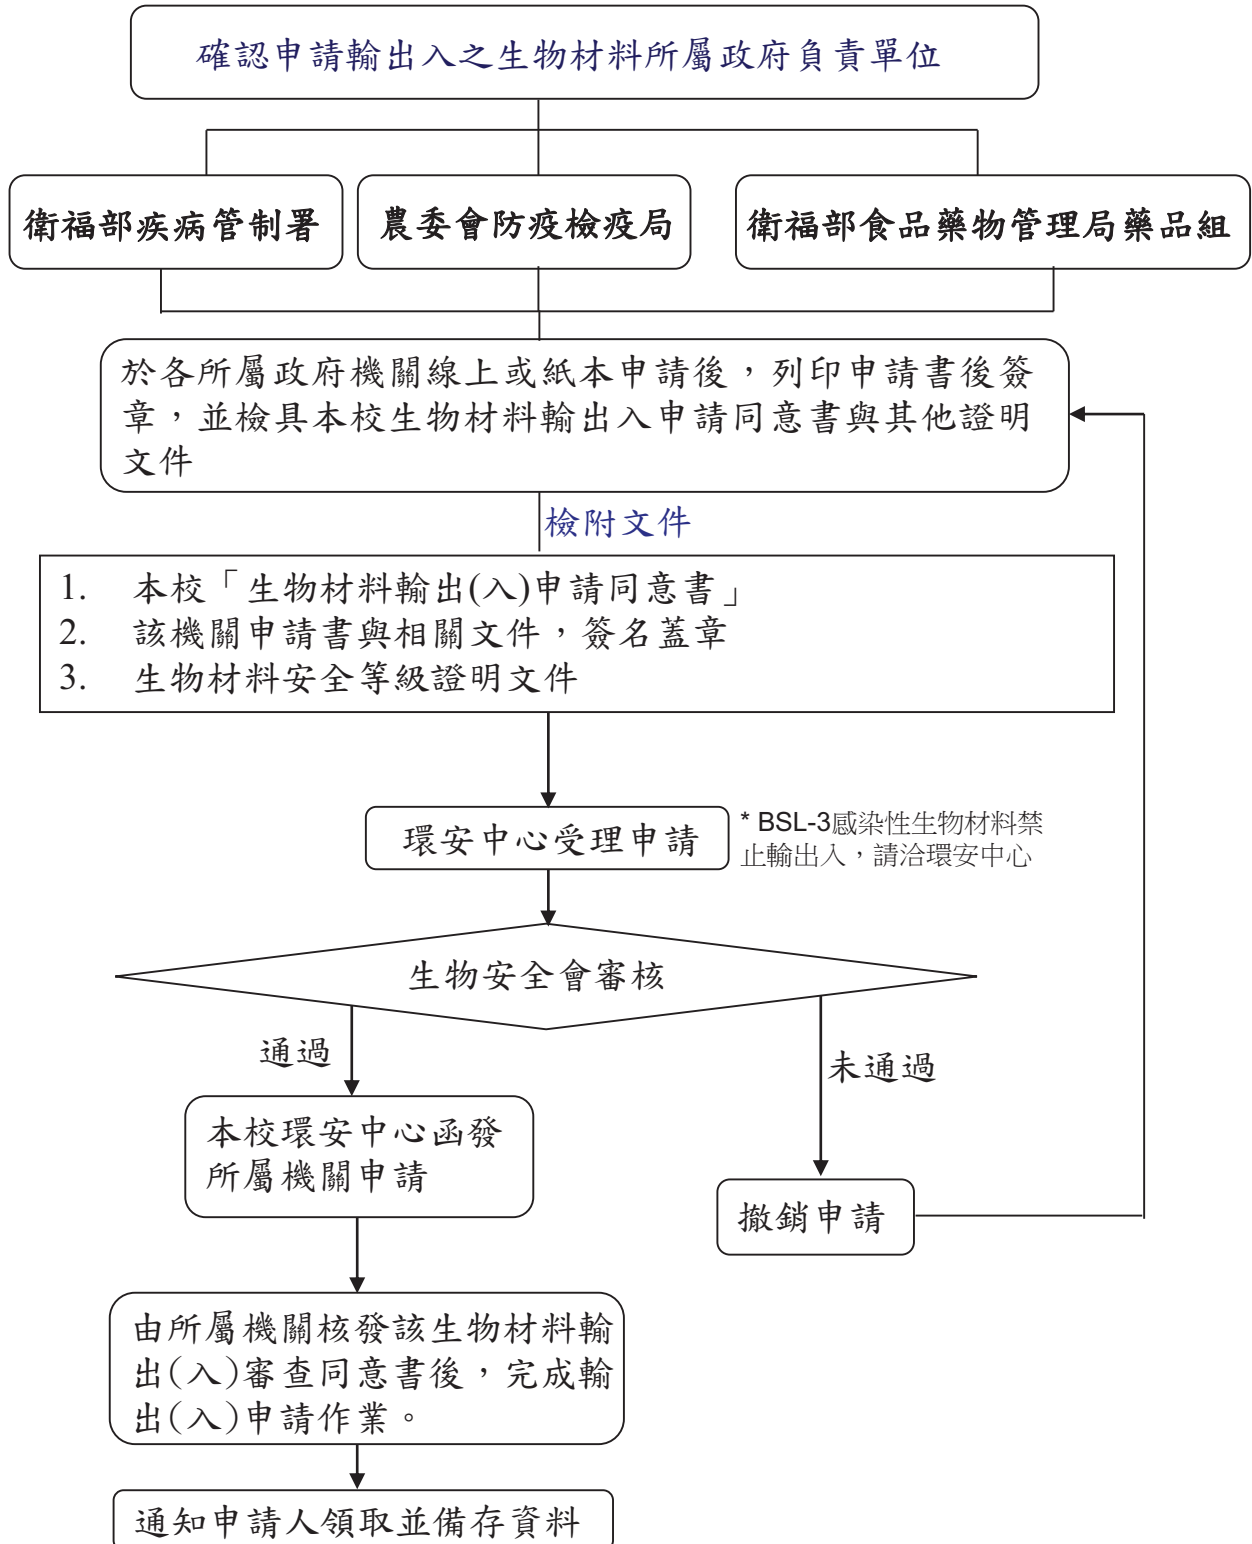 確認申請輸出入之生物材料所屬政府負責單位
衛福部疾病管制署
農委會防疫檢疫局
衛福部食品藥物管理局藥品組
於各所屬政府機關線上或紙本申請後，列印申請書後簽
章，並檢具本校生物材料輸出入申請同意書與其他證明
文件
檢附文件
1. 本校「生物材料輸出(入)申請同意書」
2. 該機關申請書與相關文件，簽名蓋章
3. 生物材料安全等級證明文件
環安中心受理申請
* BSL-3感染性生物材料禁
止輸出入，請洽環安中心
生物安全會審核
通過
未通過
本校環安中心函發
所屬機關申請
撤銷申請
由所屬機關核發該生物材料輸
出(入)審查同意書後，完成輸
出(入)申請作業。
通知申請人領取並備存資料